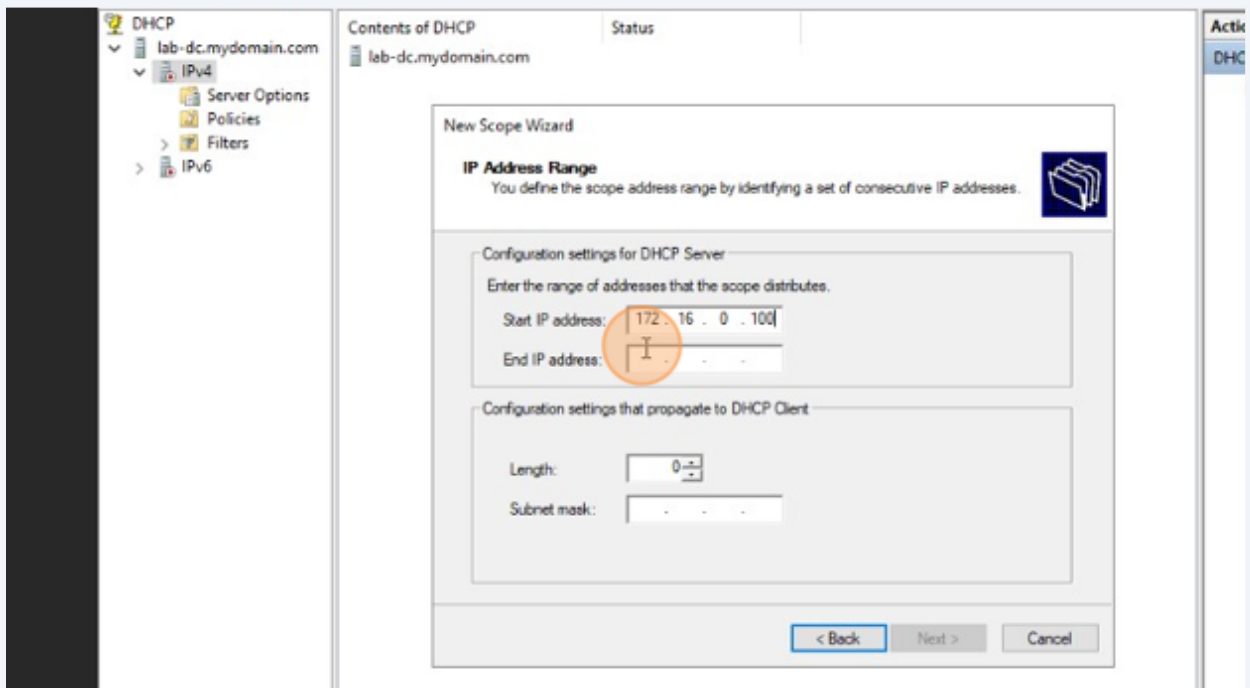 DHCP
lab-dc.mydomain.com
IPv4
Server Options
Policies
Filters
IPv6
Contents of DHCP Status
lab-dc.mydomain.com
New Scope Wizard
IP Address Range
You define the scope address range by identifying a set of consecutive IP addresses.
Configuration settings for DHCP Server
Enter the range of addresses that the scope distributes.
Start IP address: 172 . 16 . 0 . 100
End IP address: . . .
Configuration settings that propagate to DHCP Client
Length: 0
Subnet mask: . . .
< Back Next > Cancel
Actic
DHC